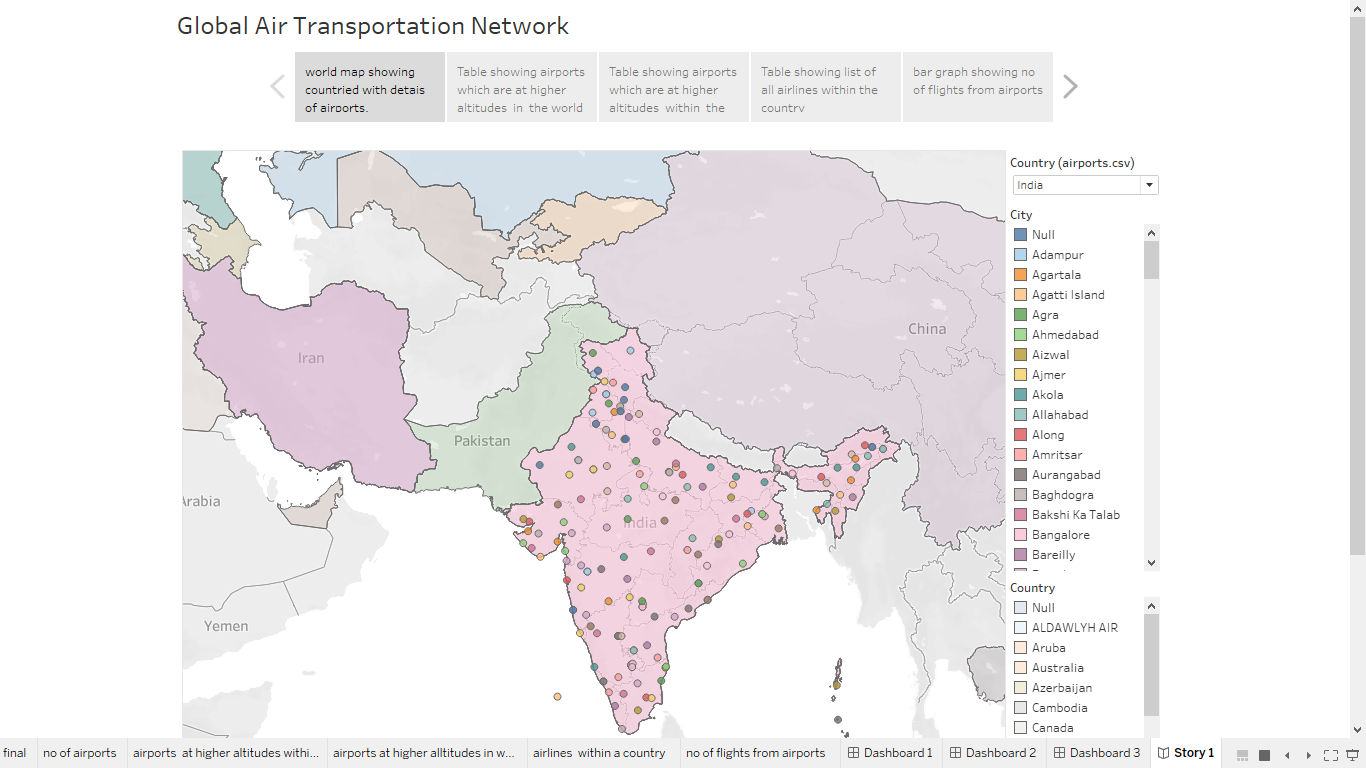 Global Air Transportation Network
world map showing
countried with detais
of airports.
Table showing airports
which are at higher
altitudes in the world
Table showing airports
which are at higher
altitudes within the
Table showing list of
all airlines within the
country
bar graph showing no
of flights from airports
Iran
Pakistan
China
India
Arabia
Yemen
Country (airports.csv)
India
City
Null
Adampur
Agartala
Agatti Island
Agra
Ahmedabad
Aizwal
Ajmer
Akola
Allahabad
Along
Amritsar
Aurangabad
Baghdogra
Bakshi Ka Talab
Bangalore
Bareilly
Country
Null
ALDAWLYH AIR
Aruba
Australia
Azerbaijan
Cambodia
Canada
final
no of airports
airports at higher altitudes withi...
airports at higher alltitudes in w...
airlines within a country
no of flights from airports
Dashboard 1
Dashboard 2
Dashboard 3
Story 1